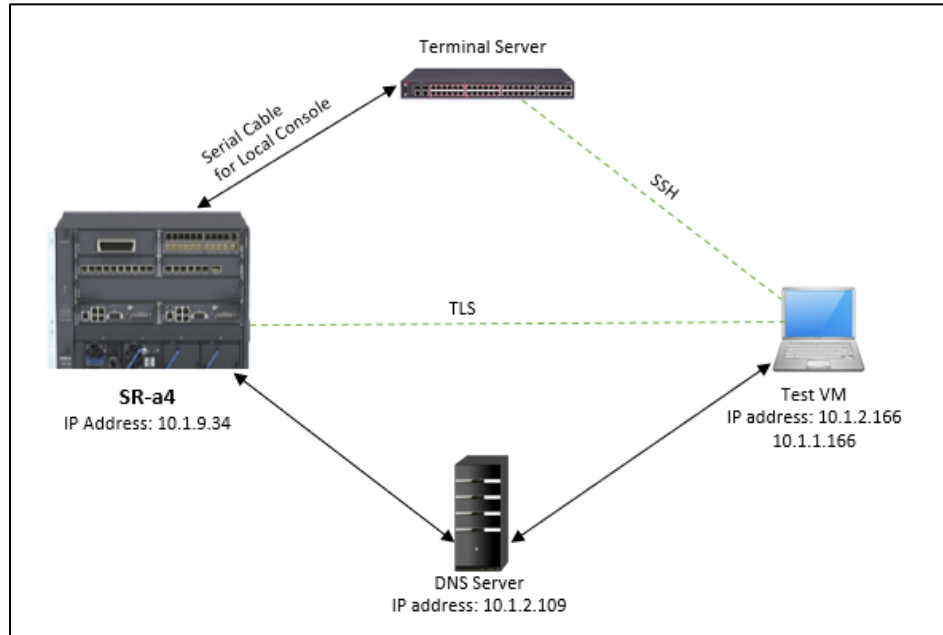 Terminal Server
Serial Cable
for Local Console
SSH
TLS
SR-a4
IP Address: 10.1.9.34
Test VM
IP address: 10.1.2.166
10.1.1.166
DNS Server
IP address: 10.1.2.109